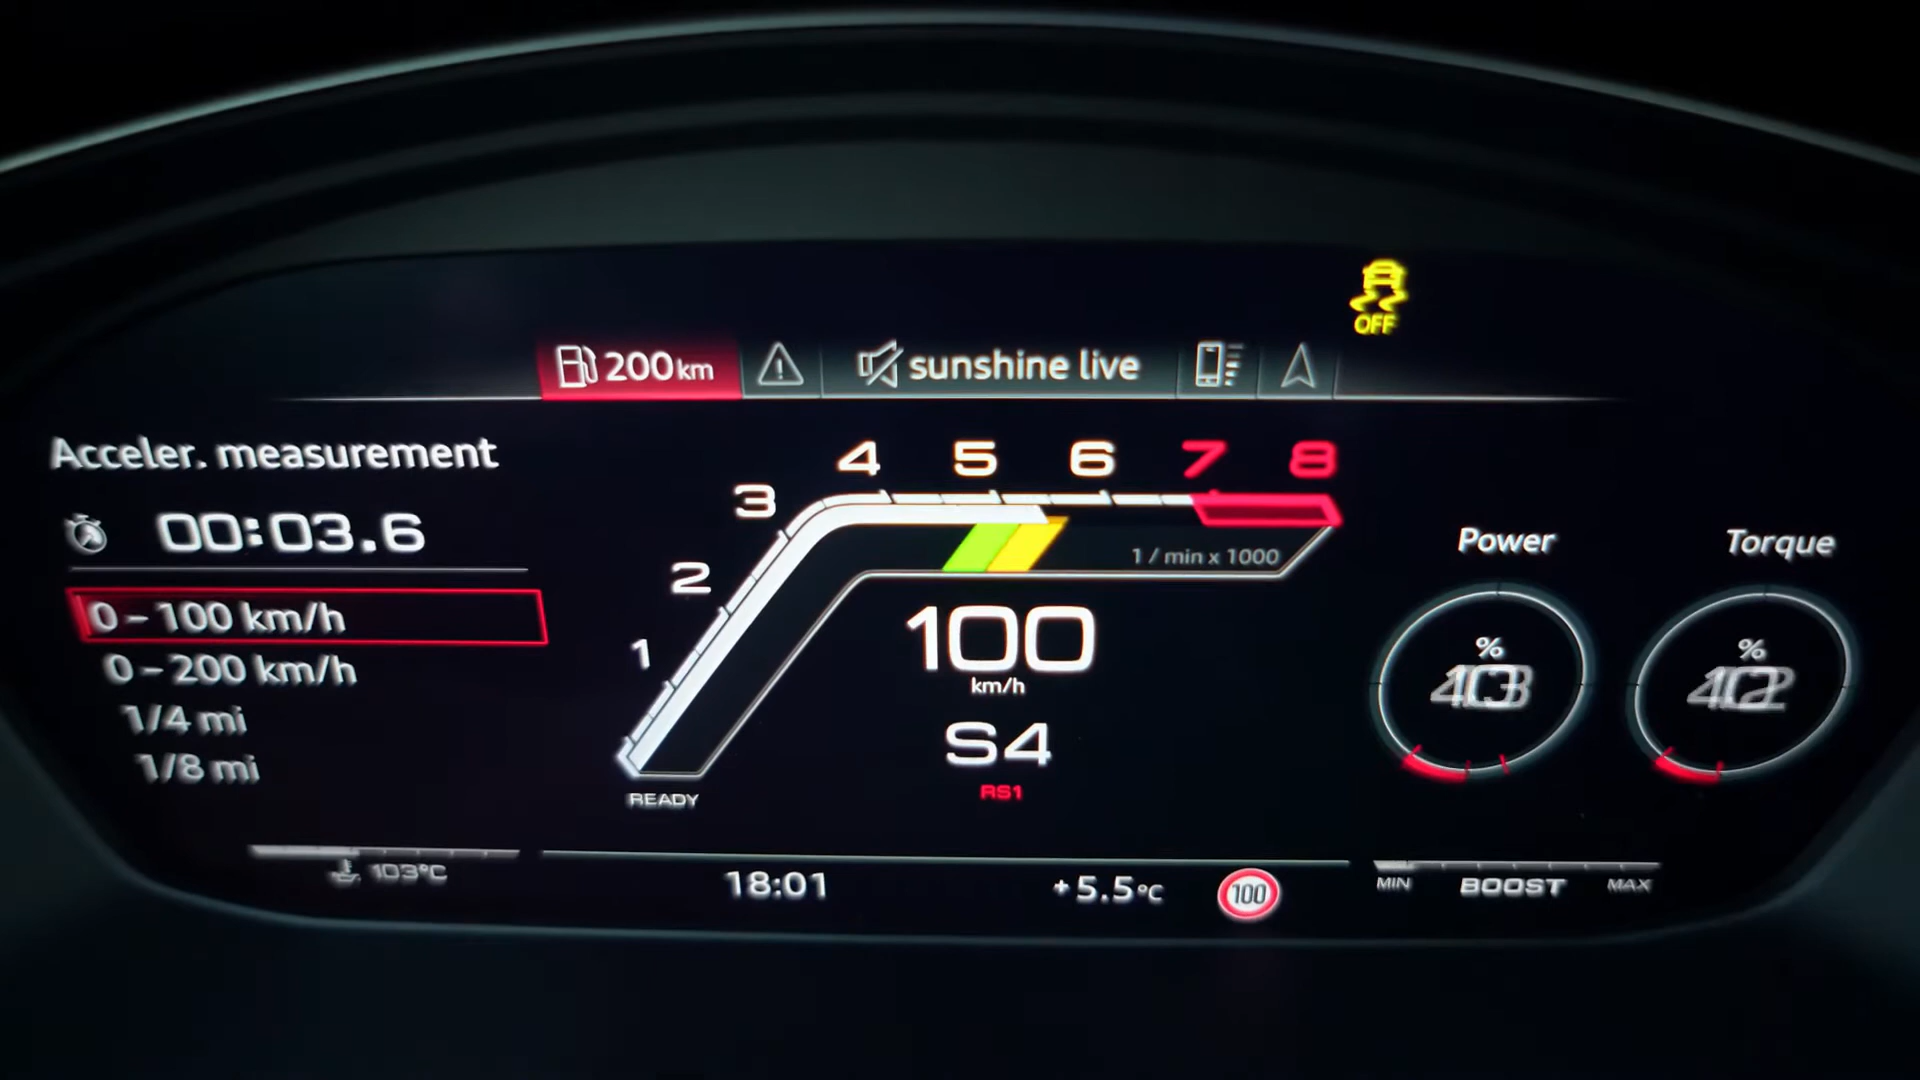 OFF
200 km
sunshine live
Acceler. measurement
00:03.6
0 – 100 km/h
0 – 200 km/h
1/4 mi
1/8 mi
1 2 3 4 5 6 7 8
1 / min x 1000
100
km/h
S4
RS1
READY
Power
%
Torque
%
103°C
18:01
+5.5°C
100
MIN BOOST MAX